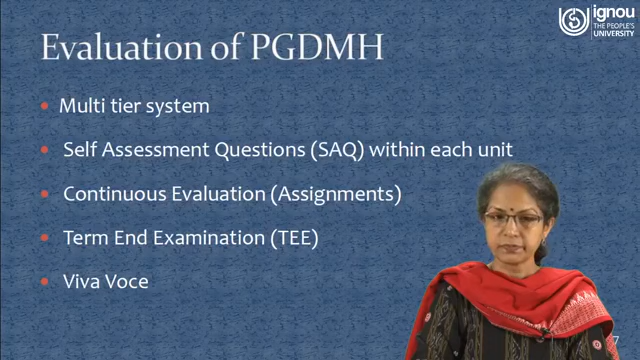 ignou
THE PEOPLE'S
UNIVERSITY
Evaluation of PGDMH
Multi tier system
Self Assessment Questions (SAQ) within each unit
Continuous Evaluation (Assignments)
Term End Examination (TEE)
Viva Voce
7